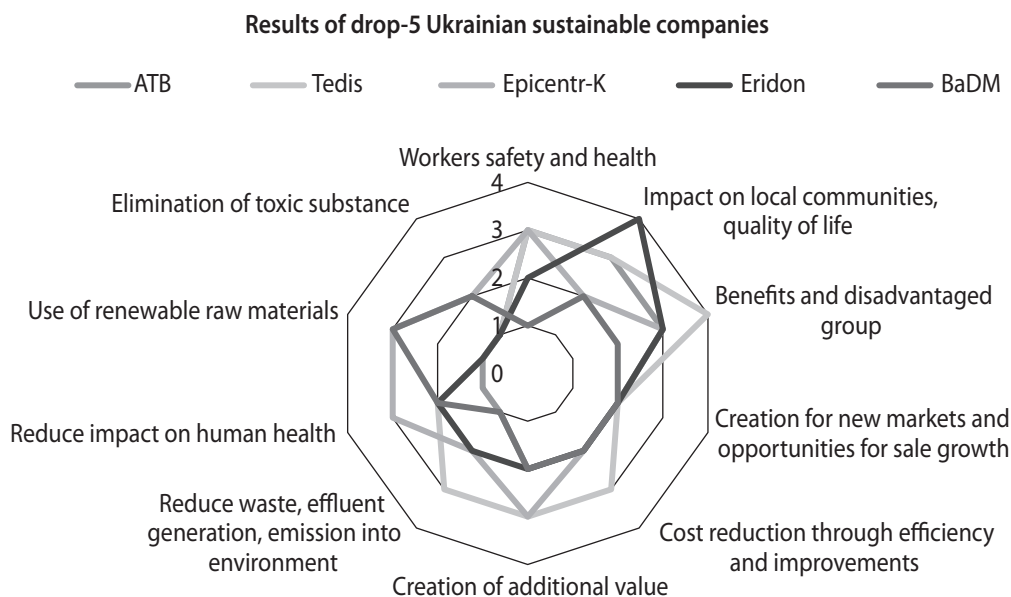 Results of drop-5 Ukrainian sustainable companies
ATB
Tedis
Epicentr-K
Eridon
BaDM
Workers safety and health
Impact on local communities,
quality of life
Benefits and disadvantaged
group
Creation for new markets and
opportunities for sale growth
Cost reduction through efficiency
and improvements
Creation of additional value
Reduce waste, effluent
generation, emission into
environment
Reduce impact on human health
Use of renewable raw materials
Elimination of toxic substance
4
3
2
1
0